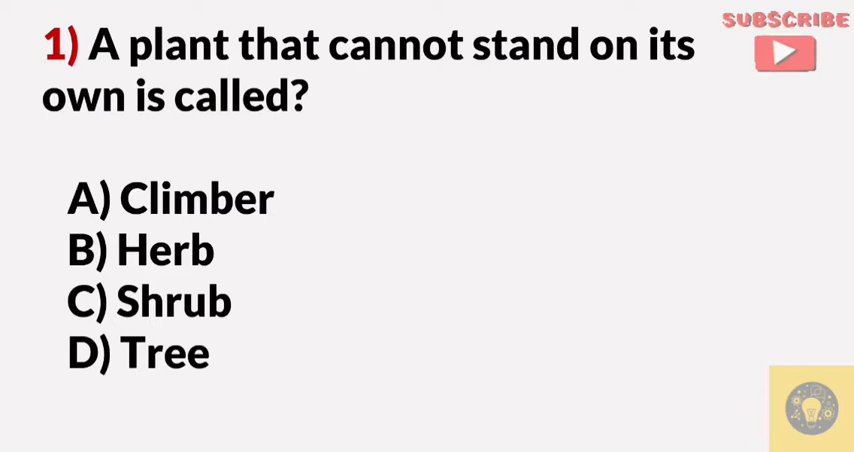 SUBSCRIBE
1) A plant that cannot stand on its
own is called?
A) Climber
B) Herb
C) Shrub
D) Tree